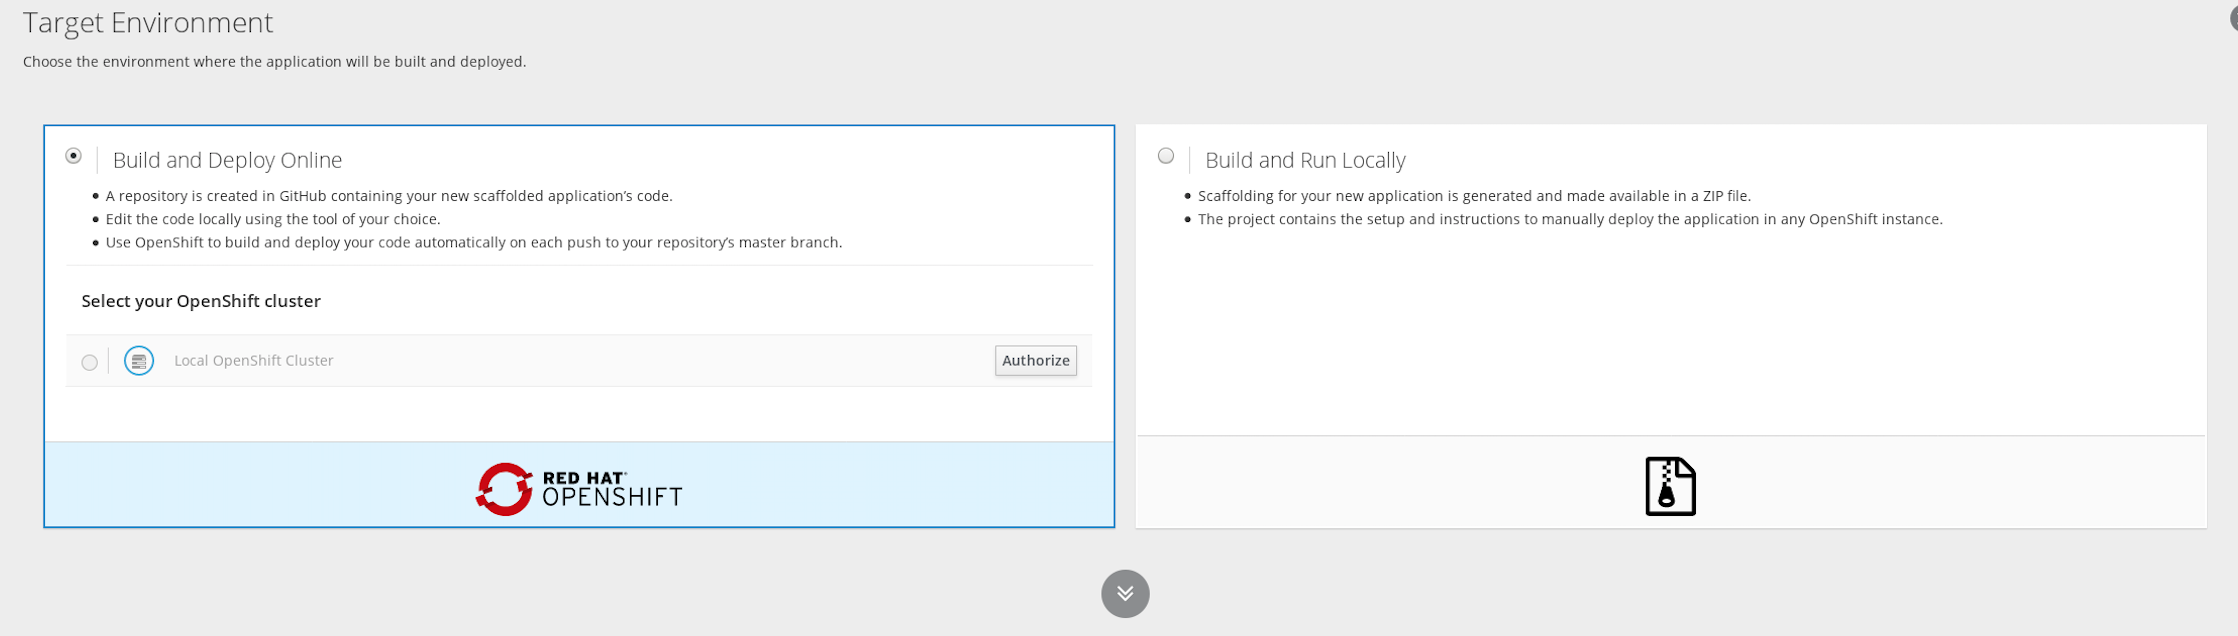 Target Environment
Choose the environment where the application will be built and deployed.
Build and Deploy Online
• A repository is created in GitHub containing your new scaffolded application’s code.
• Edit the code locally using the tool of your choice.
• Use OpenShift to build and deploy your code automatically on each push to your repository’s master branch.
Select your OpenShift cluster
Local OpenShift Cluster
Authorize
RED HAT
OPENSHIFT
Build and Run Locally
• Scaffolding for your new application is generated and made available in a ZIP file.
• The project contains the setup and instructions to manually deploy the application in any OpenShift instance.